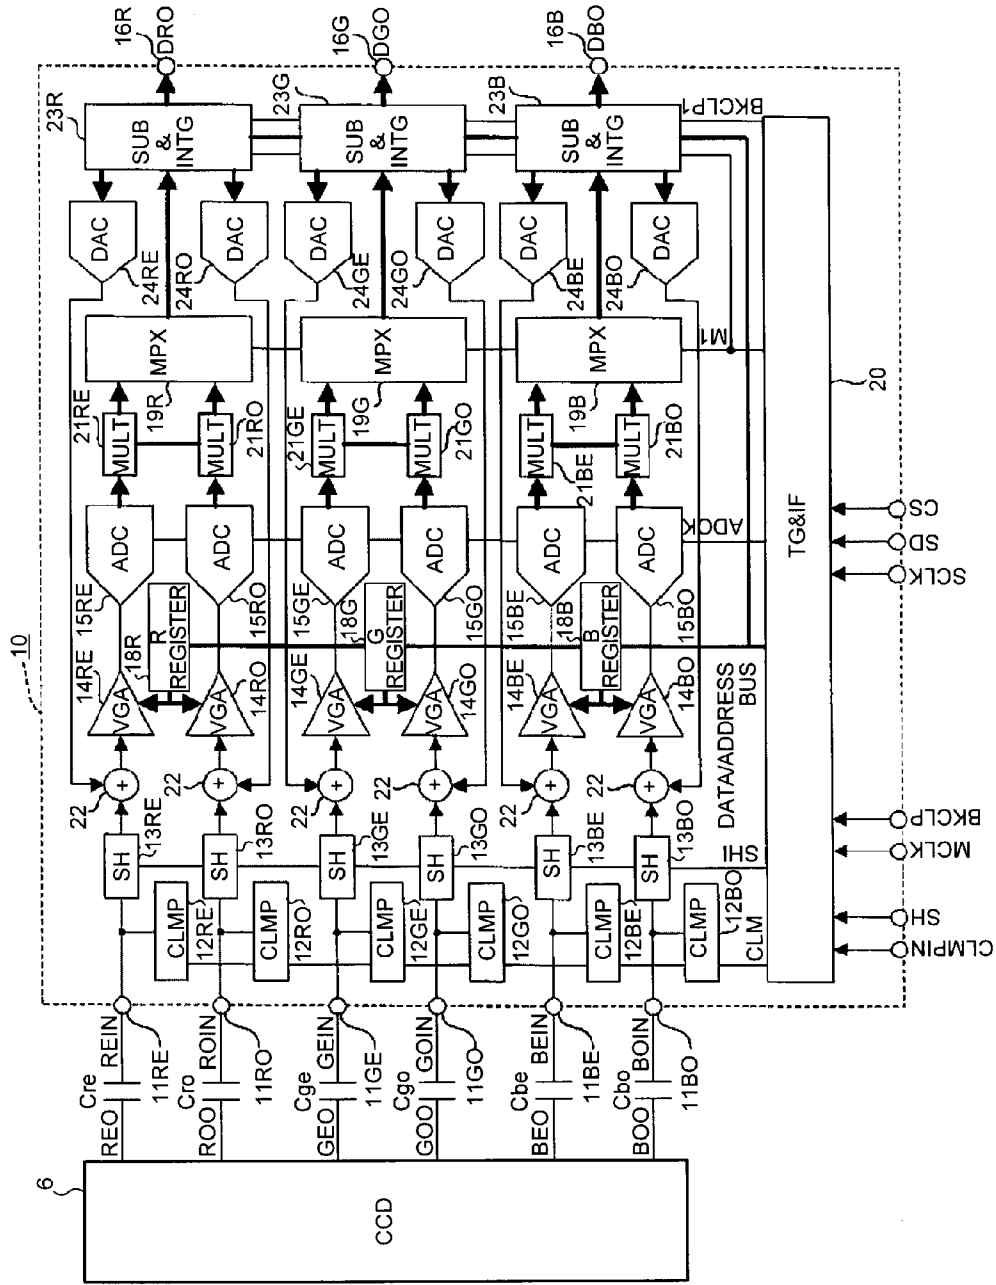 10
6
CCD
REO
Cre
REIN
11RE
ROO
Cro
ROIN
11RO
GEO
Cge
GEIN
11GE
GOO
Cgo
GOIN
11GO
BEO
Cbe
BEIN
11BE
BOO
Cbo
BOIN
11BO
CLMP
12RE
CLMP
12RO
CLMP
12GE
CLMP
12GO
CLMP
12BE
CLMP
12BO
CLM
SH
13RE
SH
13RO
SH
13GE
SH
13GO
SH
13BE
SH
13BO
SHI
22
+
22
+
22
+
22
+
22
+
22
+
14RE
VGA
14RO
VGA
14GE
VGA
14GO
VGA
14BE
VGA
14BO
VGA
18R
R
REGISTER
18G
G
REGISTER
18B
B
REGISTER
DATA/ADDRESS
BUS
15RE
ADC
15RO
ADC
15GE
ADC
15GO
ADC
15BE
ADC
15BO
ADC
ADCK
21RE
MULT
21RO
MULT
21GE
MULT
21GO
MULT
21BE
MULT
21BO
MULT
19R
MPX
19G
MPX
19B
MPX
M1
24RE
DAC
24RO
DAC
24GE
DAC
24GO
DAC
24BE
DAC
24BO
DAC
23R
SUB
&
INTG
23G
SUB
&
INTG
23B
SUB
&
INTG
BKCLP1
16R
DRO
16G
DGO
16B
DBO
TG&IF
20
CLMPIN
SH
MCLK
BKCLP
SCLK
SD
CS